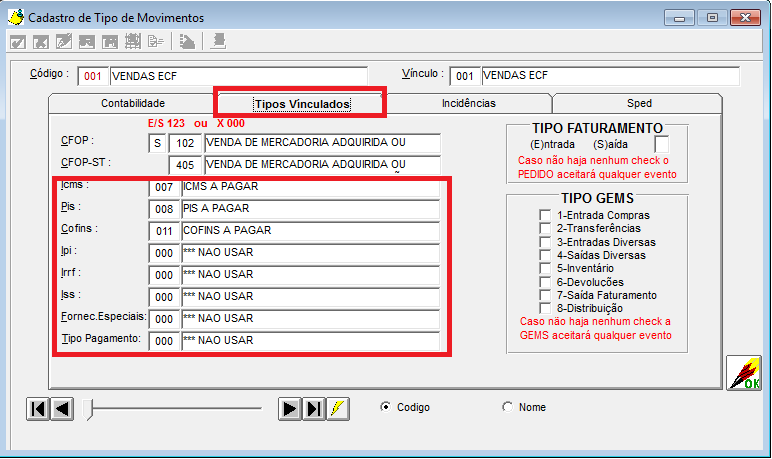 Cadastro de Tipo de Movimentos
Código : 001 VENDAS ECF Vínculo : 001 VENDAS ECF
Contabilidade Tipos Vinculados Incidências Sped
E/S 123 ou X 000
CFOP : S 102 VENDA DE MERCADORIA ADQUIRIDA OU
CFOP-ST : 405 VENDA DE MERCADORIA ADQUIRIDA OU
Icms : 007 ICMS A PAGAR
Pis : 008 PIS A PAGAR
Cofins : 011 COFINS A PAGAR
Ipi : 000 *** NAO USAR
Irrf : 000 *** NAO USAR
Iss : 000 *** NAO USAR
Fornec.Especiais: 000 *** NAO USAR
Tipo Pagamento: 000 *** NAO USAR
TIPO FATURAMENTO
(E)ntrada (S)aída
Caso não haja nenhum check o
PEDIDO aceitará qualquer evento
TIPO GEMS
1-Entrada Compras
2-Transferências
3-Entradas Diversas
4-Saídas Diversas
5-Inventário
6-Devoluções
7-Saída Faturamento
8-Distribuição
Caso não haja nenhum check a
GEMS aceitará qualquer evento
OK
Codigo Nome